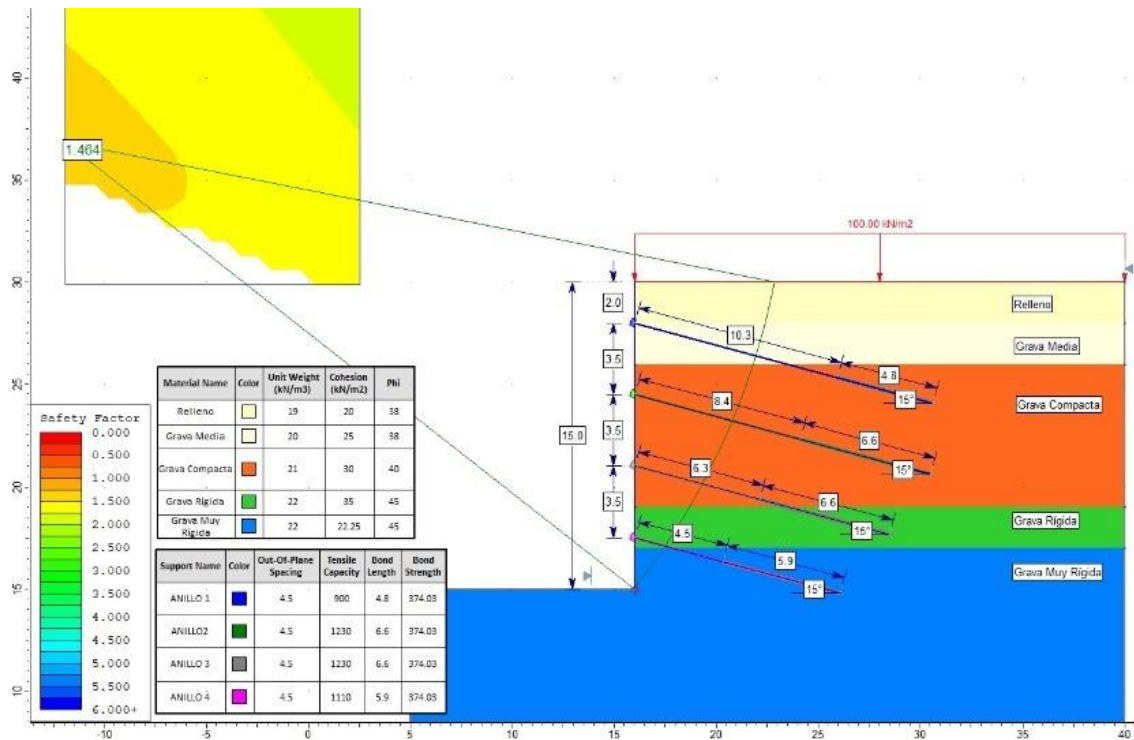 40
35
30
25
20
15
10
1.464
100.00 kN/m2
2.0
3.5
3.5
3.5
15.0
10.3
4.8
15°
8.4
6.6
15°
6.3
6.6
15°
4.5
5.9
15°
Relleno
Grava Media
Grava Compacta
Grava Rígida
Grava Muy Rígida
Material Name Color Unit Weight (kN/m3) Cohesion (kN/m2) Phi
Relleno 19 20 38
Grava Media 20 25 38
Grava Compacta 21 30 40
Grava Rígida 22 35 45
Grava Muy Rígida 22 22.25 45
Support Name Color Out-Of-Plane Spacing Tensile Capacity Bond Length Bond Strength
ANILLO 1 4.5 900 4.8 374.03
ANILLO2 4.5 1230 6.6 374.03
ANILLO 3 4.5 1230 6.6 374.03
ANILLO 4 4.5 1110 5.9 374.03
Safety Factor
0.000
0.500
1.000
1.500
2.000
2.500
3.000
3.500
4.000
4.500
5.000
5.500
6.000+
-10 -5 0 5 10 15 20 25 30 35 40